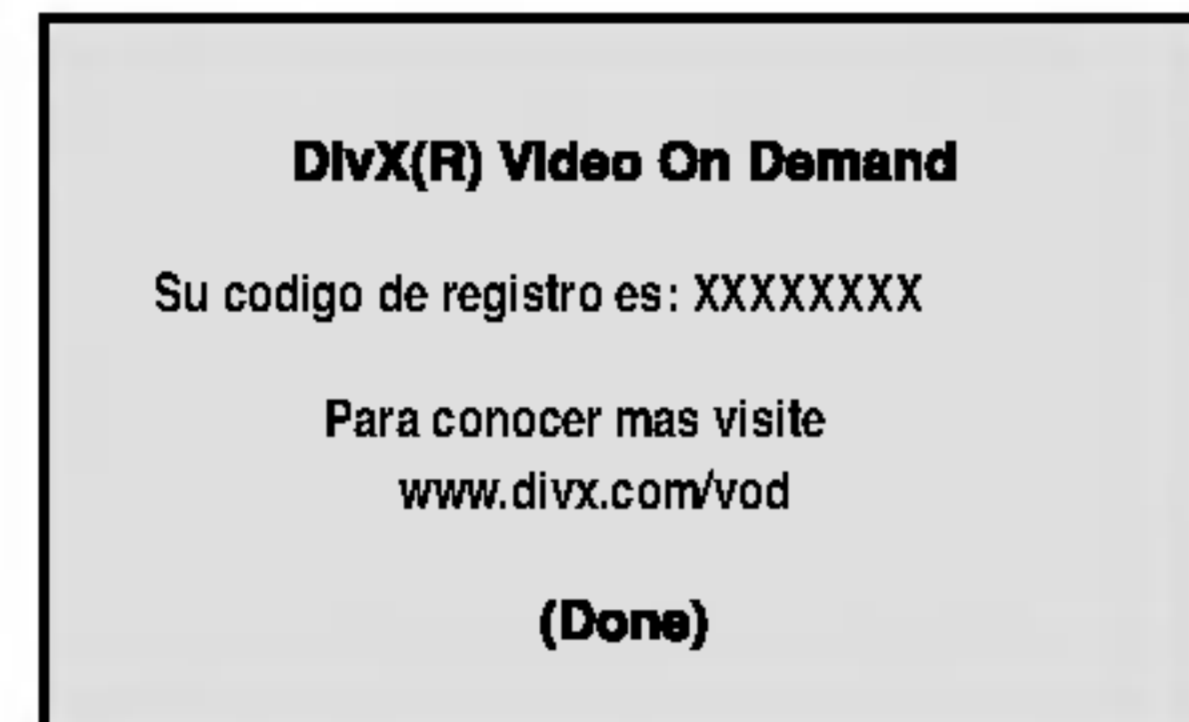 DivX(R) Video On Demand
Su codigo de registro es: XXXXXXXX
Para conocer mas visite
www.divx.com/vod
(Done)